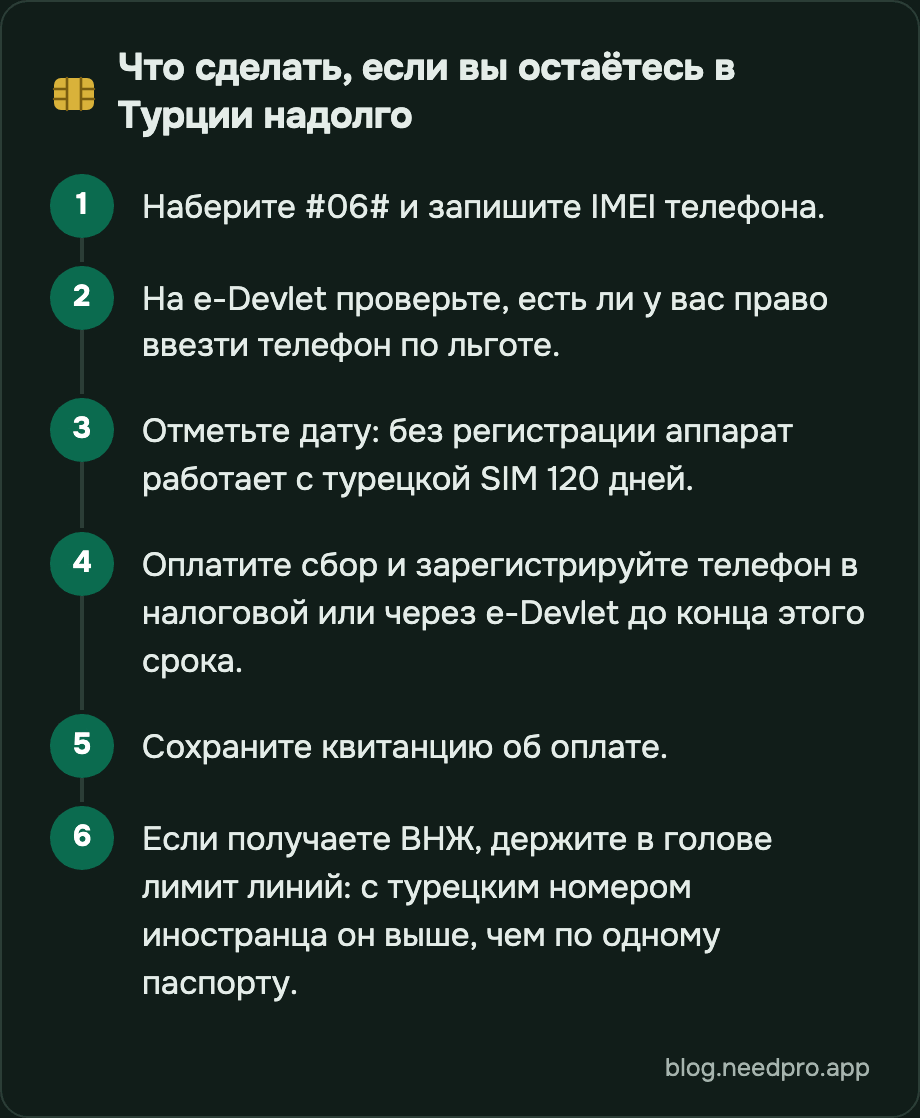 Что сделать, если вы остаётесь в
Турции надолго
1
Наберите #06# и запишите IMEI телефона.
2
На e-Devlet проверьте, есть ли у вас право
ввезти телефон по льготе.
3
Отметьте дату: без регистрации аппарат
работает с турецкой SIM 120 дней.
4
Оплатите сбор и зарегистрируйте телефон в
налоговой или через e-Devlet до конца этого
срока.
5
Сохраните квитанцию об оплате.
6
Если получаете ВНЖ, держите в голове
лимит линий: с турецким номером
иностранца он выше, чем по одному
паспорту.
blog.needpro.app